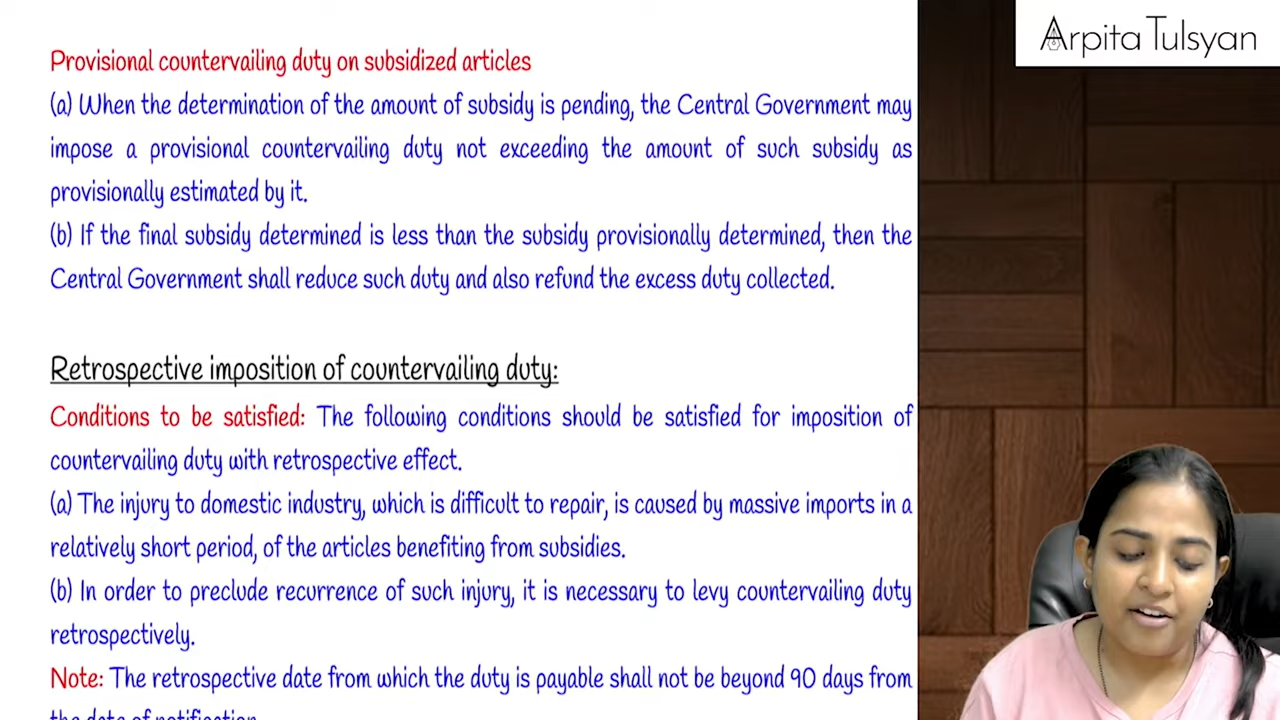 Arpita Tulsyan
Provisional countervailing duty on subsidized articles
(a) When the determination of the amount of subsidy is pending, the Central Government may
impose a provisional countervailing duty not exceeding the amount of such subsidy as
provisionally estimated by it.
(b) If the final subsidy determined is less than the subsidy provisionally determined, then the
Central Government shall reduce such duty and also refund the excess duty collected.
Retrospective imposition of countervailing duty:
Conditions to be satisfied: The following conditions should be satisfied for imposition of
countervailing duty with retrospective effect.
(a) The injury to domestic industry, which is difficult to repair, is caused by massive imports in a
relatively short period, of the articles benefiting from subsidies.
(b) In order to preclude recurrence of such injury, it is necessary to levy countervailing duty
retrospectively.
Note: The retrospective date from which the duty is payable shall not be beyond 90 days from
the date of notification